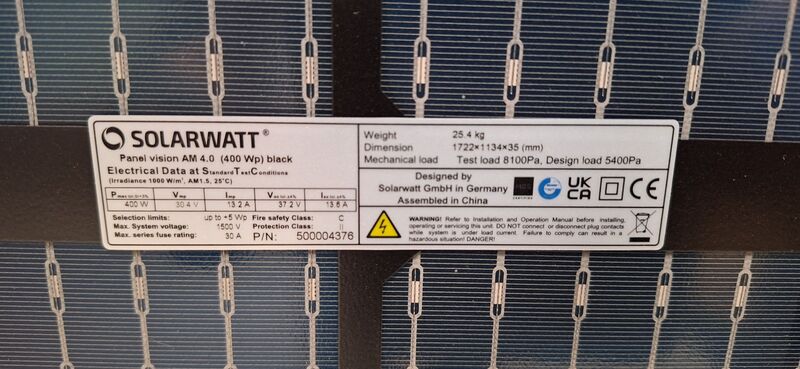 SOLARWATT®
Panel vision AM 4.0 (400 Wp) black
Electrical Data at StandardTestConditions
(Irradiance 1000 W/m², AM1.5, 25°C)
Pmax tol.:0/+3% Vmp Imp Voc tol.:±4% Isc tol.:±4%
400 W 30.4 V 13.2 A 37.2 V 13.6 A
Selection limits: up to +5 Wp Fire safety Class: C
Max. System voltage: 1500 V Protection Class: II
Max. series fuse rating: 30 A P/N: 500004376
Weight 25.4 kg
Dimension 1722×1134×35 (mm)
Mechanical load Test load 8100Pa, Design load 5400Pa
Designed by
Solarwatt GmbH in Germany
Assembled in China
UK
CA
CE
WARNING! Refer to Installation and Operation Manual before installing,
operating or servicing this unit. DO NOT connect or disconnect plug contacts
while system is under load current. Failure to comply can result in a
hazardous situation! DANGER!